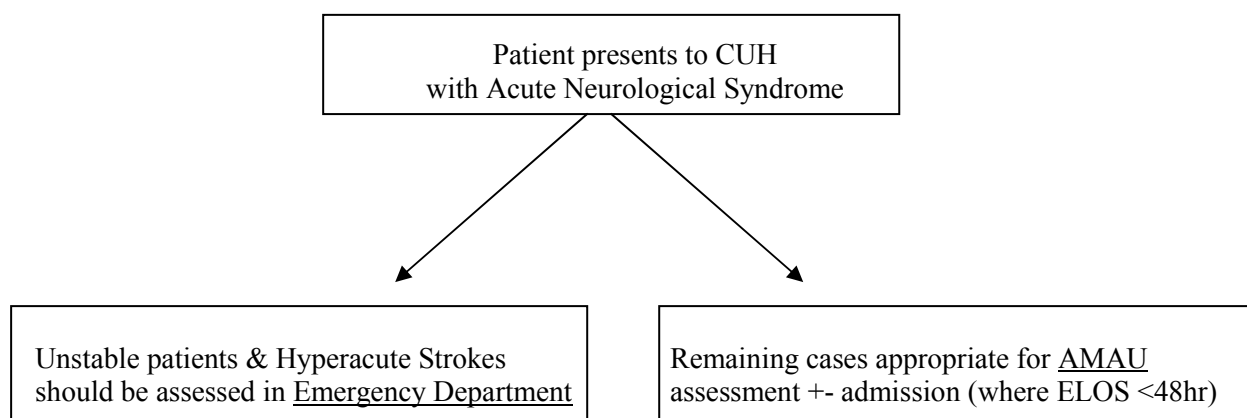 Patient presents to CUH
with Acute Neurological Syndrome
Unstable patients & Hyperacute Strokes
should be assessed in Emergency Department
Remaining cases appropriate for AMAU
assessment +- admission (where ELOS <48hr)